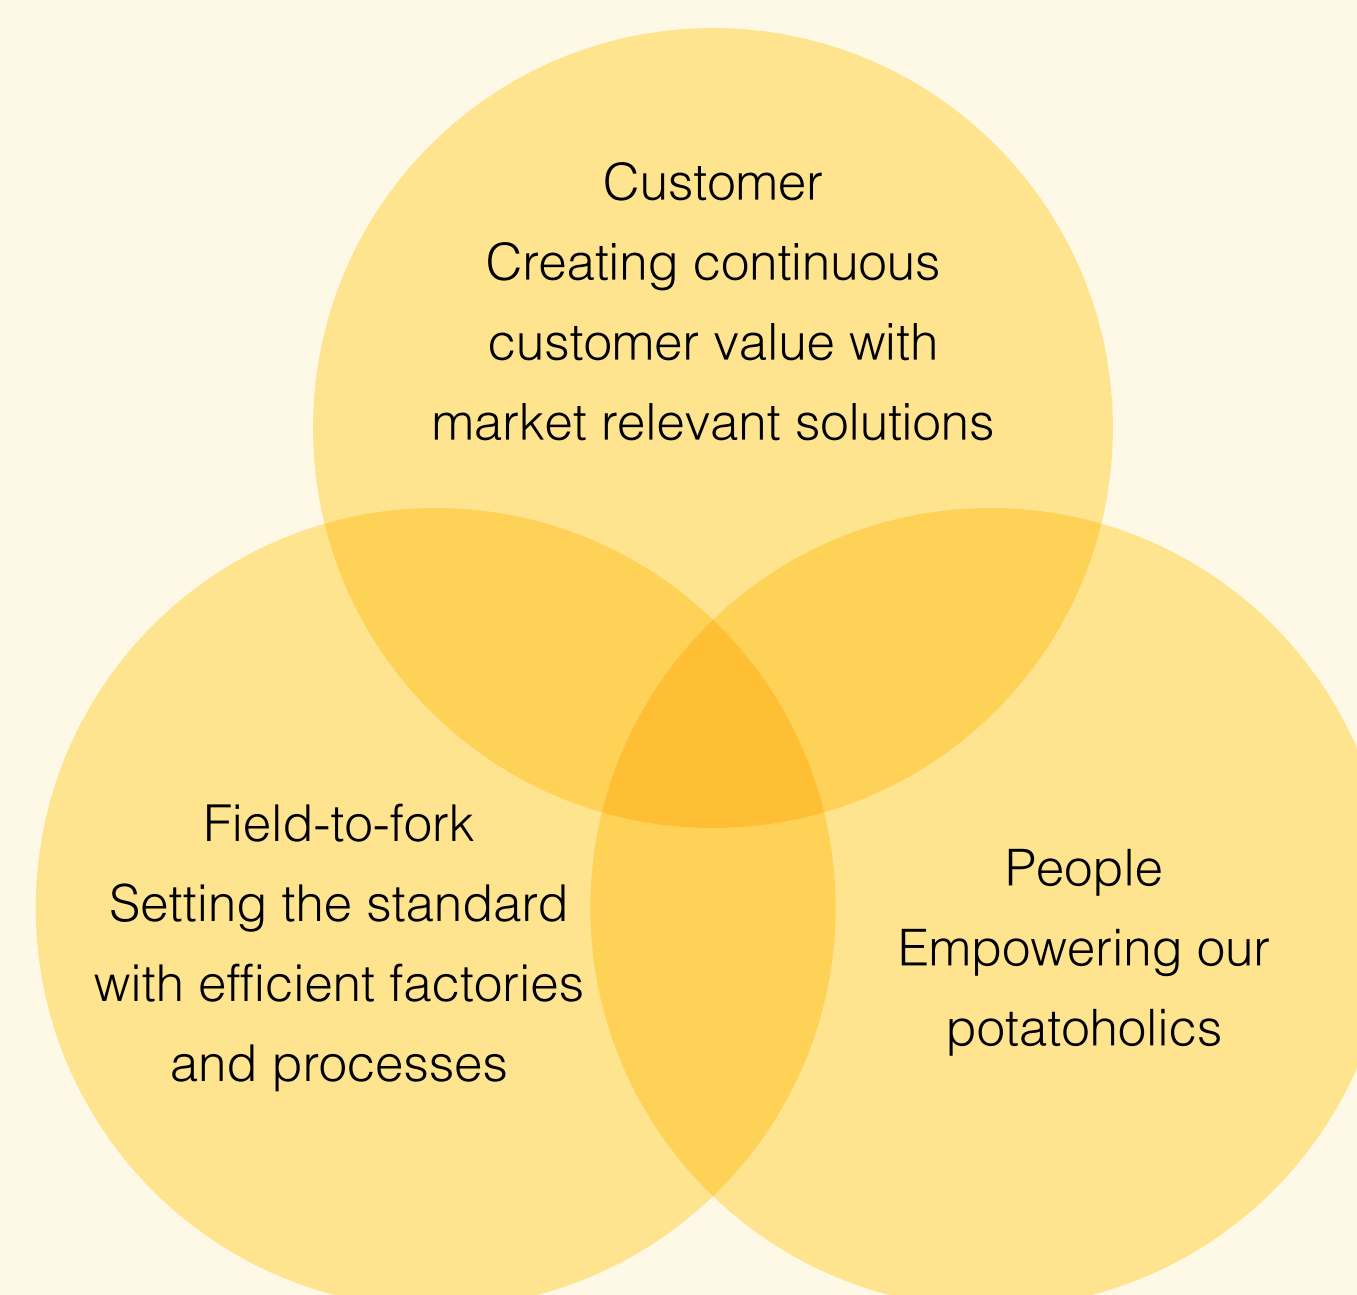 Customer
Creating continuous
customer value with
market relevant solutions
Field-to-fork
Setting the standard
with efficient factories
and processes
People
Empowering our
potatoholics